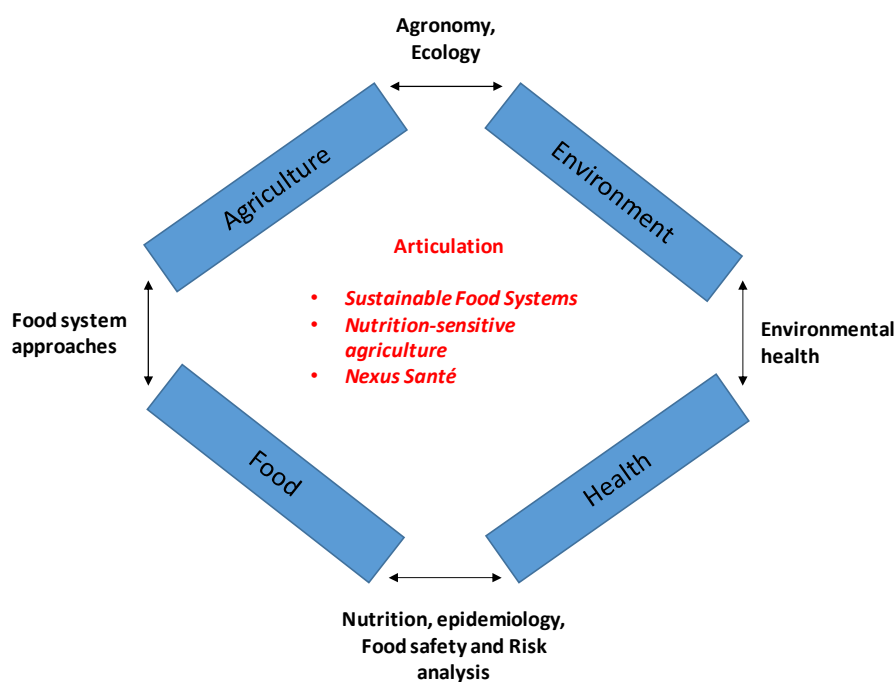 Agronomy,
Ecology
Agriculture
Environment
Articulation
• Sustainable Food Systems
• Nutrition-sensitive
agriculture
• Nexus Santé
Food system
approaches
Environmental
health
Food
Health
Nutrition, epidemiology,
Food safety and Risk
analysis